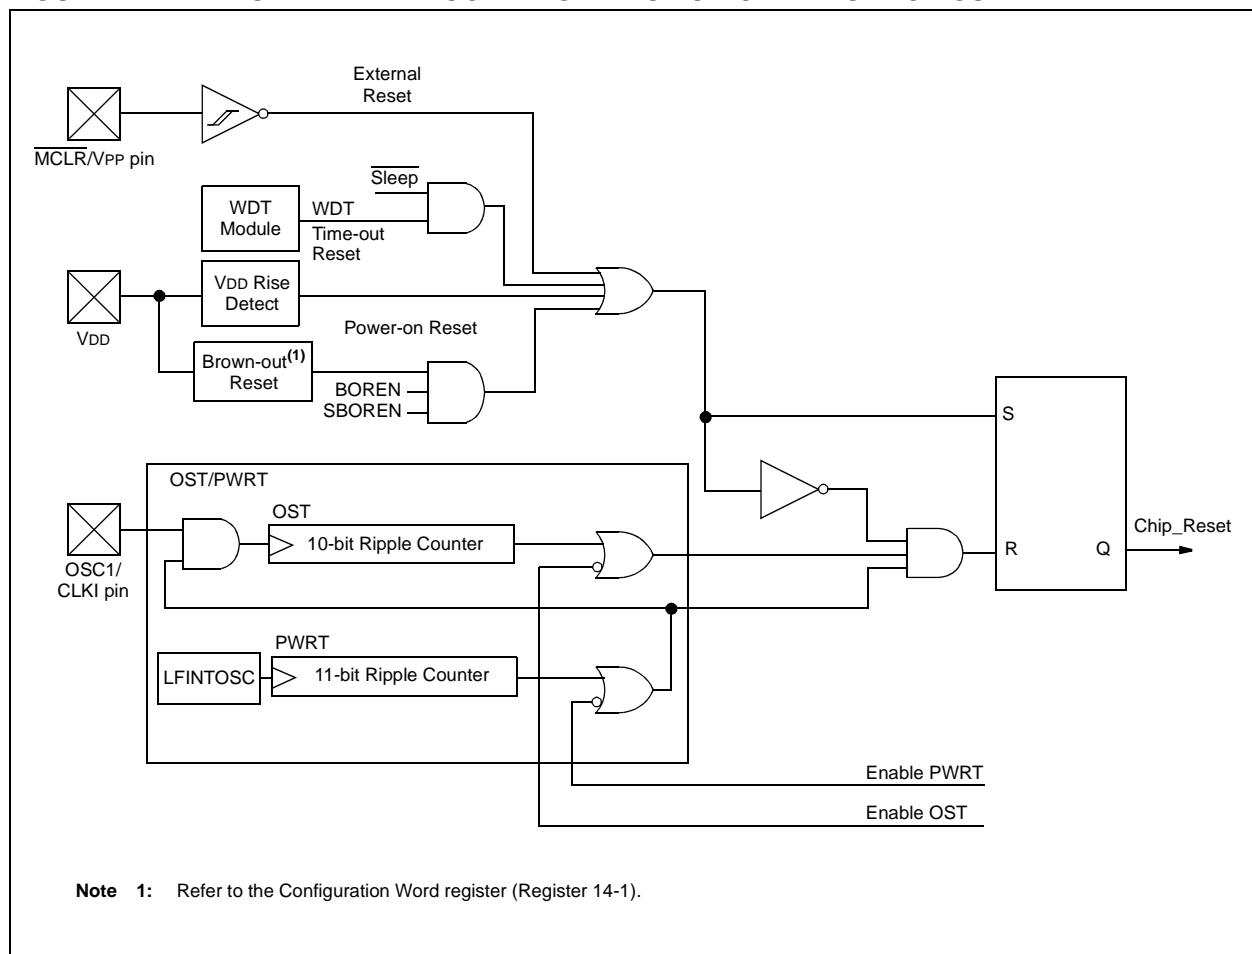 External
Reset
MCLR/VPP pin
Sleep
WDT
Module
WDT
Time-out
Reset
VDD Rise
Detect
VDD
Power-on Reset
Brown-out(1)
Reset
BOREN
SBOREN
S
OST/PWRT
OST
10-bit Ripple Counter
OSC1/
CLKI pin
R
Q
Chip_Reset
PWRT
LFINTOSC
11-bit Ripple Counter
Enable PWRT
Enable OST
Note 1: Refer to the Configuration Word register (Register 14-1).